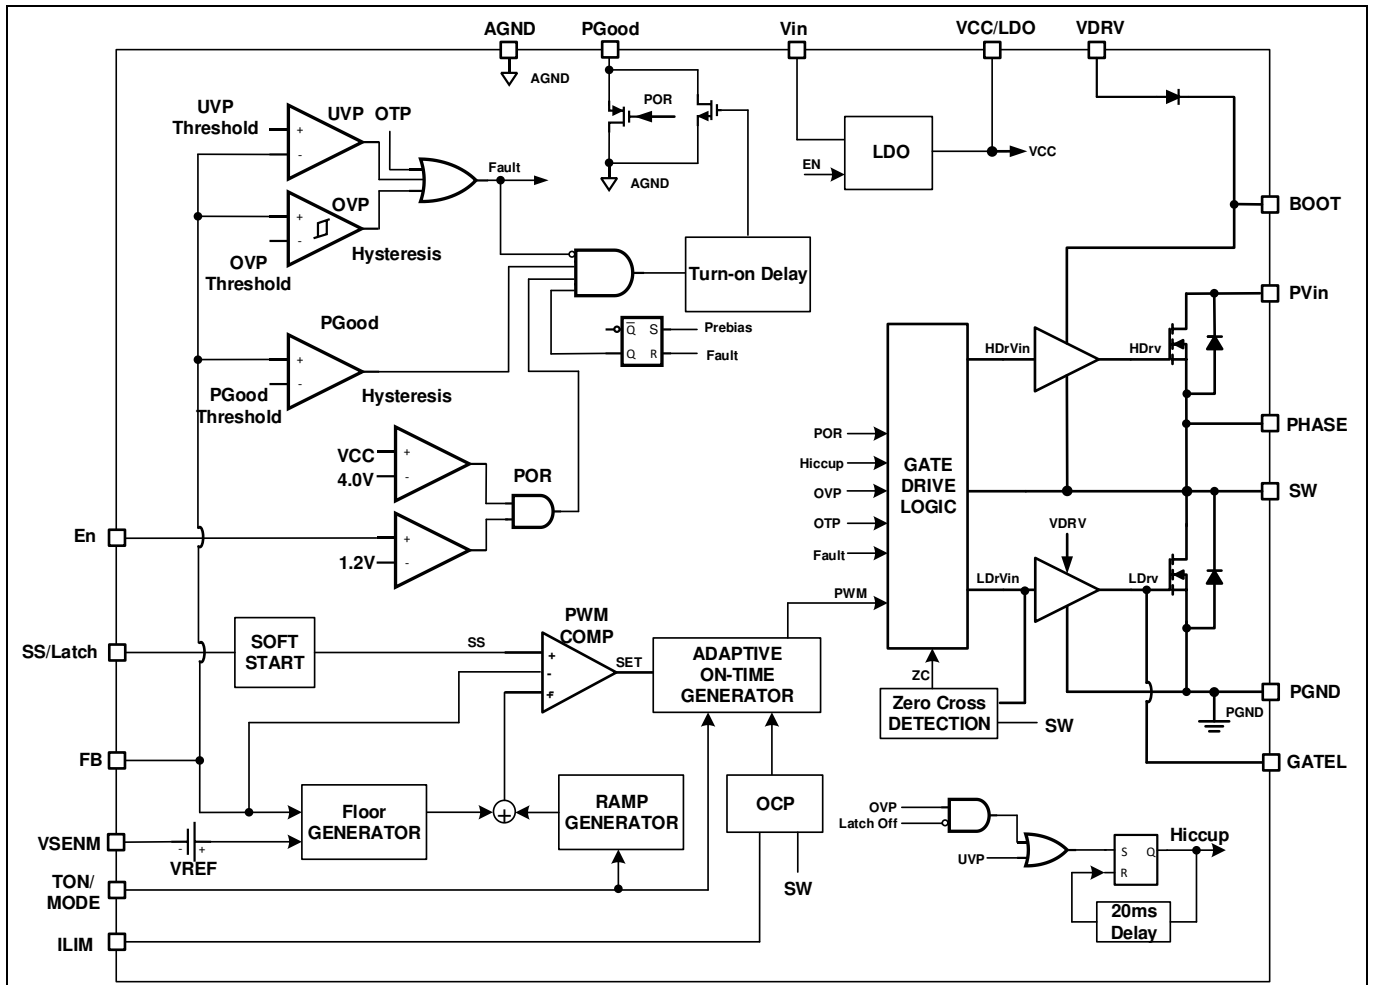 AGND
PGood
Vin
VCC/LDO
VDRV
AGND
UVP
Threshold
UVP
OTP
+
-
Fault
POR
AGND
EN
LDO
VCC
BOOT
OVP
+
-
OVP
Threshold
Hysteresis
Turn-on Delay
PVin
PGood
+
-
PGood
Threshold
Hysteresis
Q
S
Q
R
Prebias
Fault
HDrVin
HDrv
PHASE
VCC
4.0V
+
-
POR
POR
Hiccup
OVP
OTP
Fault
PWM
GATE
DRIVE
LOGIC
SW
En
1.2V
+
-
VDRV
LDrVin
LDrv
SS/Latch
SOFT
START
SS
PWM
COMP
+
-
+
SET
ADAPTIVE
ON-TIME
GENERATOR
ZC
Zero Cross
DETECTION
SW
PGND
PGND
FB
GATEL
Floor
GENERATOR
+
RAMP
GENERATOR
OCP
SW
VSENM
- +
VREF
TON/
MODE
ILIM
OVP
Latch Off
UVP
S
Q
R
Hiccup
20ms
Delay